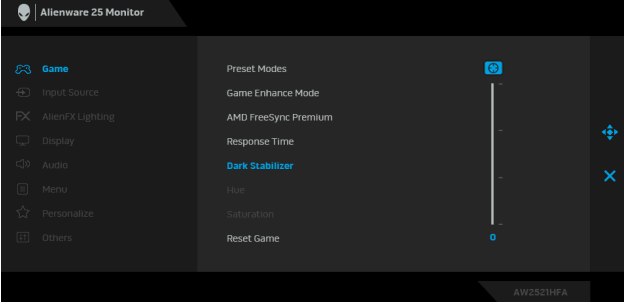 Alienware 25 Monitor
Game
Input Source
AlienFX Lighting
Display
Audio
Menu
Personalize
Others
Preset Modes
Game Enhance Mode
AMD FreeSync Premium
Response Time
Dark Stabilizer
Hue
Saturation
Reset Game
0
AW2521HFA